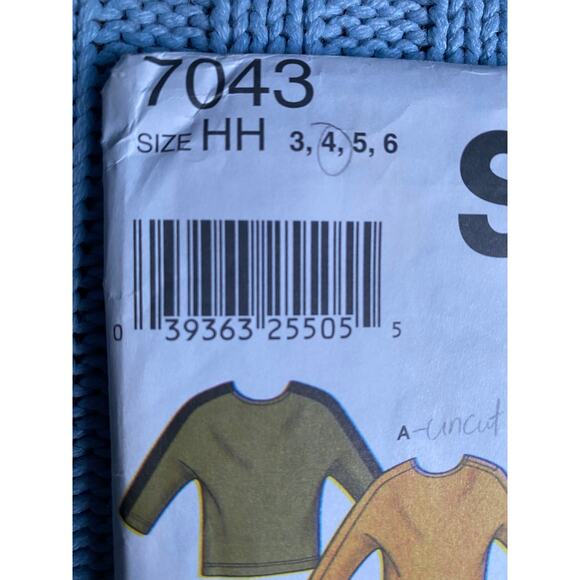 7043
SIZE HH 3, 4, 5, 6
S
0 39363 25505 5
A-uncut